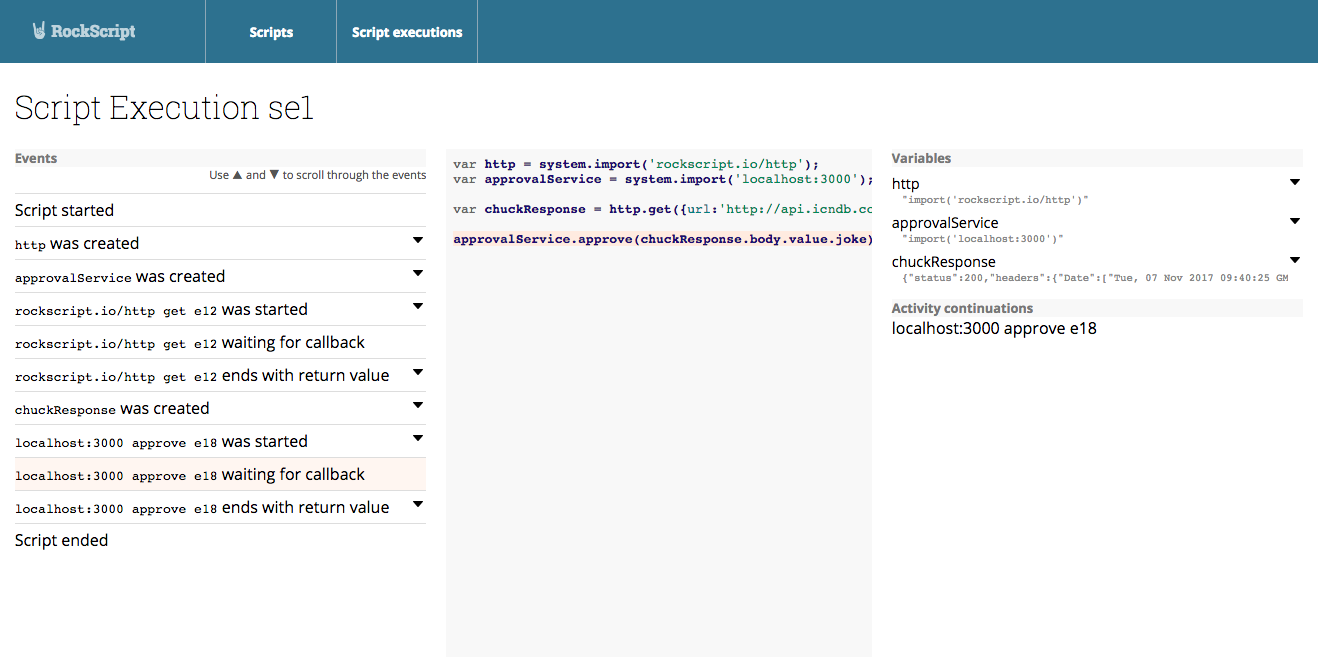 RockScript
Scripts
Script executions
Script Execution se1
Events
Use ▲ and ▼ to scroll through the events
Script started
http was created
approvalService was created
rockscript.io/http get e12 was started
rockscript.io/http get e12 waiting for callback
rockscript.io/http get e12 ends with return value
chuckResponse was created
localhost:3000 approve e18 was started
localhost:3000 approve e18 waiting for callback
localhost:3000 approve e18 ends with return value
Script ended
var http = system.import('rockscript.io/http');
var approvalService = system.import('localhost:3000');
var chuckResponse = http.get({url:'http://api.icndb.co
approvalService.approve(chuckResponse.body.value.joke)
Variables
http
"import('rockscript.io/http')"
approvalService
"import('localhost:3000')"
chuckResponse
{"status":200,"headers":{"Date":["Tue, 07 Nov 2017 09:40:25 GM
Activity continuations
localhost:3000 approve e18